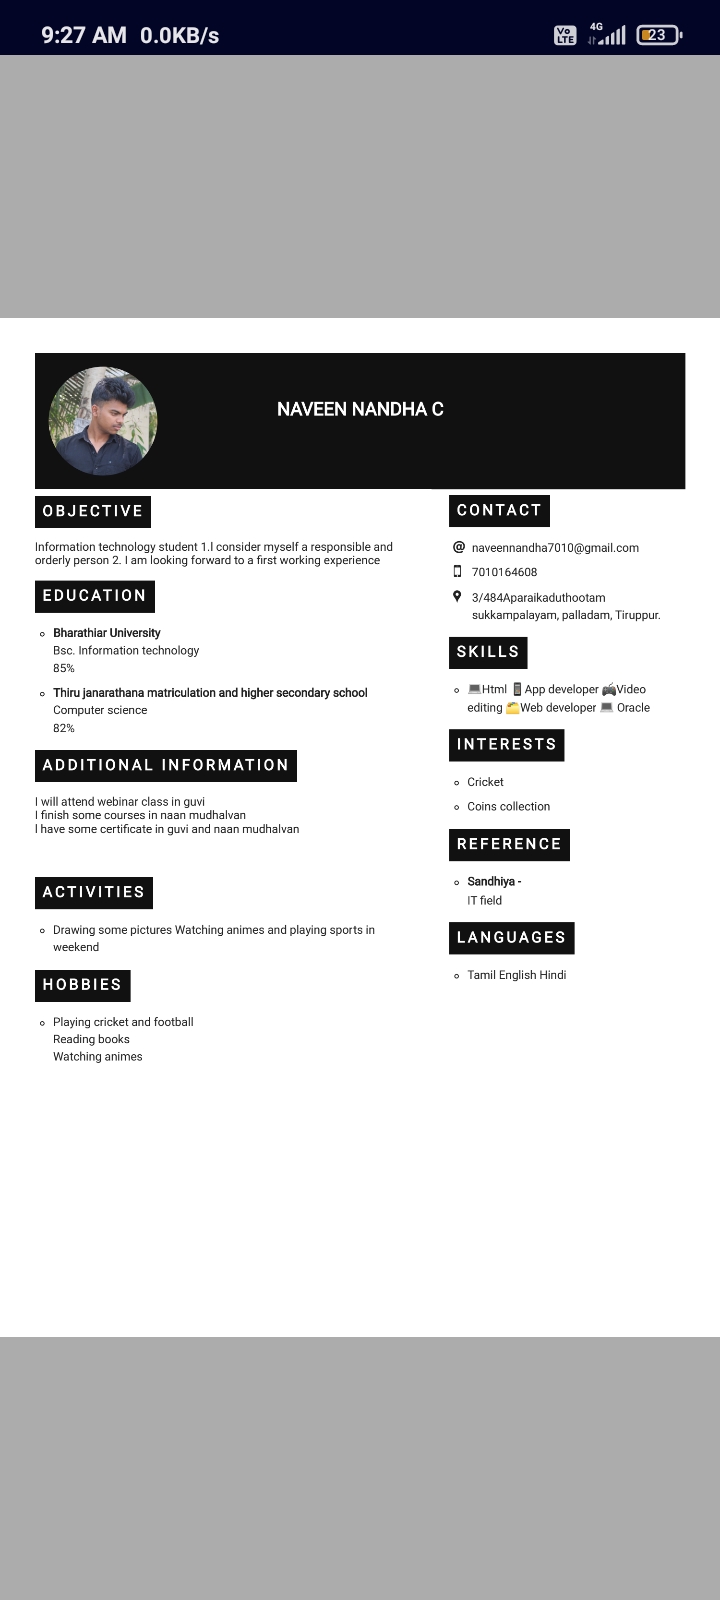 9:27 AM 0.0KB/s
Vo LTE 4G 23
NAVEEN NANDHA C
OBJECTIVE
Information technology student 1.I consider myself a responsible and
orderly person 2. I am looking forward to a first working experience
EDUCATION
Bharathiar University
Bsc. Information technology
85%
Thiru janarathana matriculation and higher secondary school
Computer science
82%
ADDITIONAL INFORMATION
I will attend webinar class in guvi
I finish some courses in naan mudhalvan
I have some certificate in guvi and naan mudhalvan
ACTIVITIES
Drawing some pictures Watching animes and playing sports in
weekend
HOBBIES
Playing cricket and football
Reading books
Watching animes
CONTACT
naveennandha7010@gmail.com
7010164608
3/484Aparaikaduthootam
sukkampalayam, palladam, Tiruppur.
SKILLS
💻Html 📱App developer 🎮Video
editing 🗂️Web developer 💻 Oracle
INTERESTS
Cricket
Coins collection
REFERENCE
Sandhiya -
IT field
LANGUAGES
Tamil English Hindi